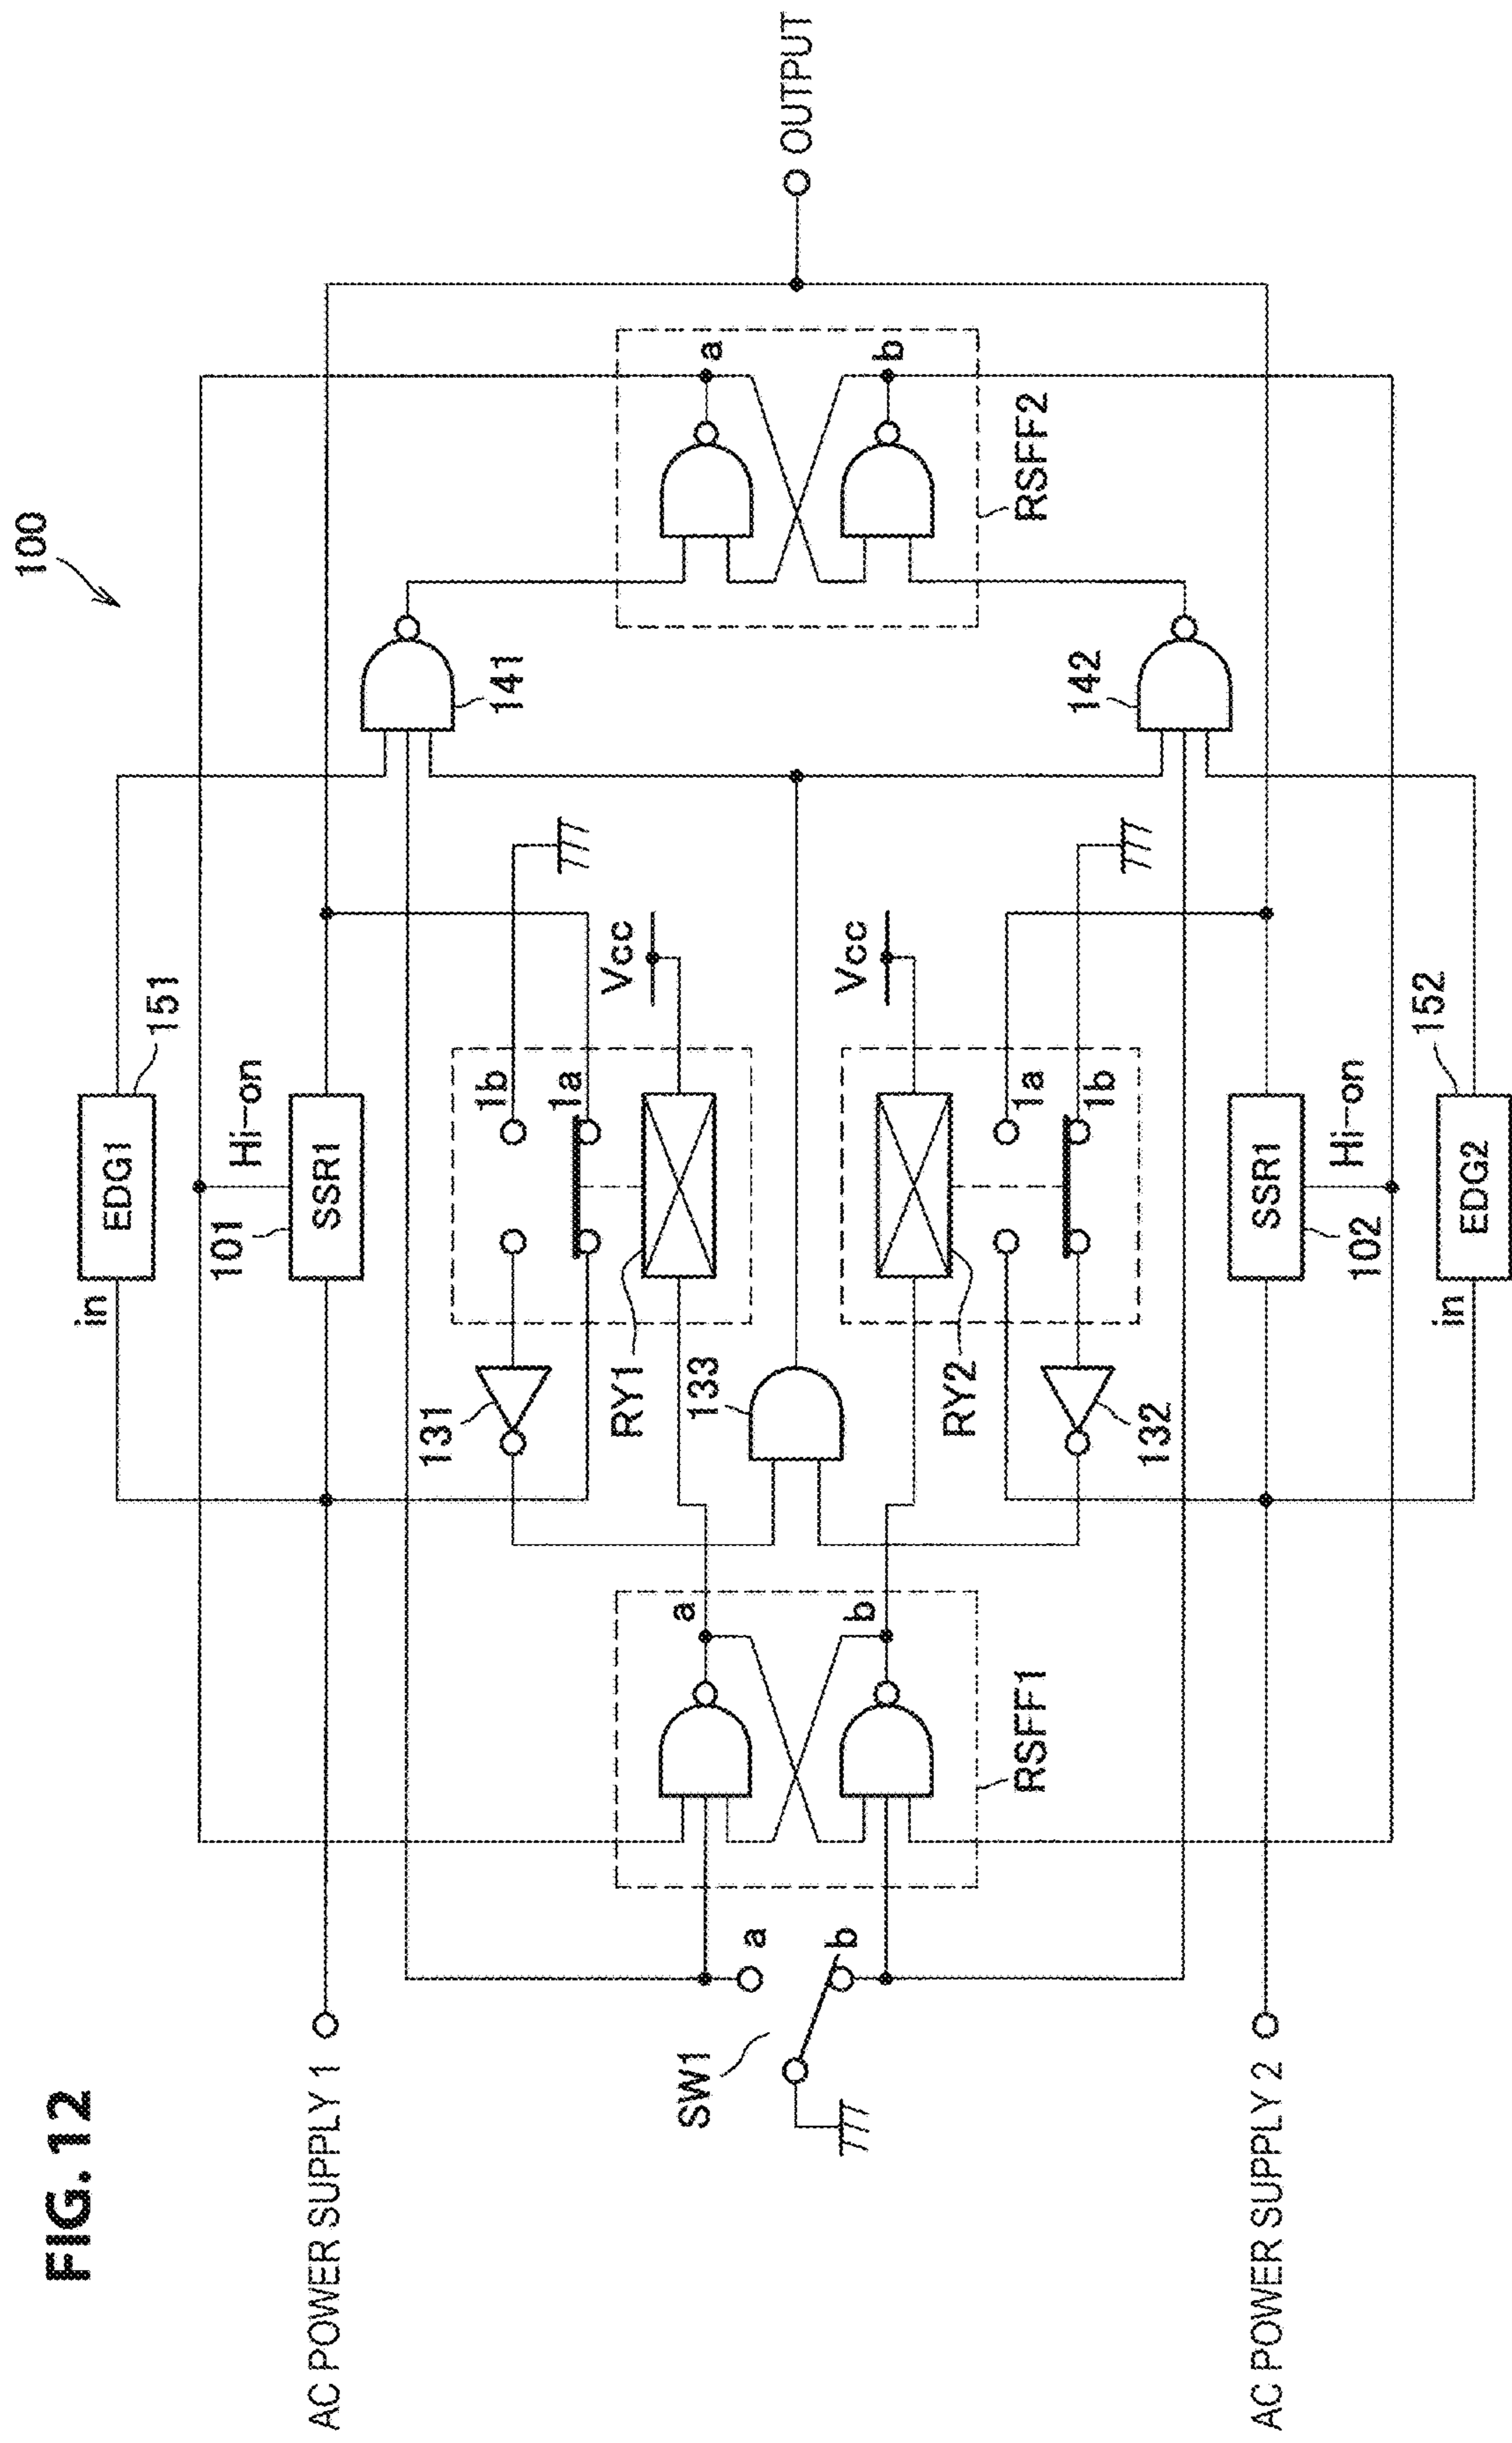 FIG. 12
100
AC POWER SUPPLY 1
AC POWER SUPPLY 2
OUTPUT
in
EDG1
151
101
SSR1
Hi-on
141
131
1b
1a
Vcc
RY1
133
SW1
a
b
a
b
RSFF1
a
b
RSFF2
Vcc
RY2
1a
1b
132
142
102
SSR1
Hi-on
in
EDG2
152